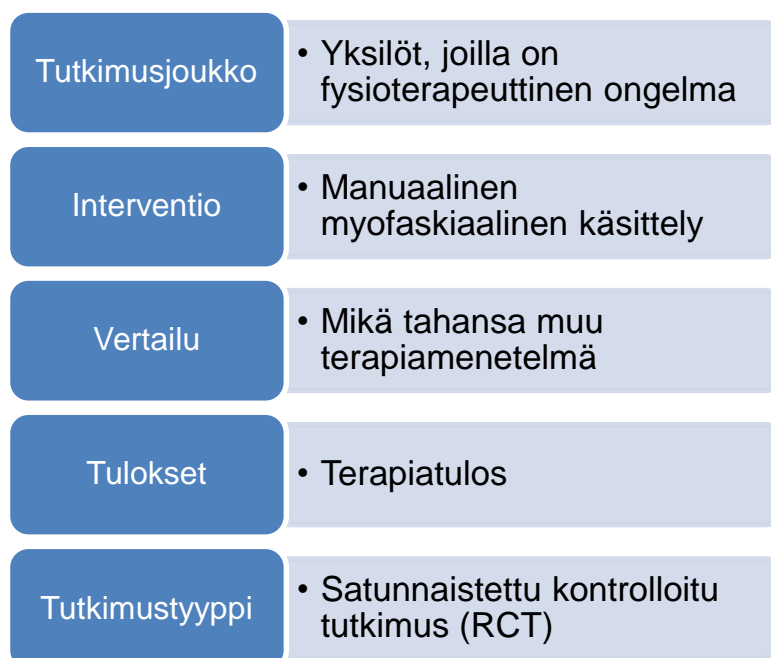 Tutkimusjoukko
• Yksilöt, joilla on
fysioterapeuttinen ongelma
Interventio
• Manuaalinen
myofaskiaalinen käsittely
Vertailu
• Mikä tahansa muu
terapiamenetelmä
Tulokset
• Terapiatulos
Tutkimustyyppi
• Satunnaistettu kontrolloitu
tutkimus (RCT)